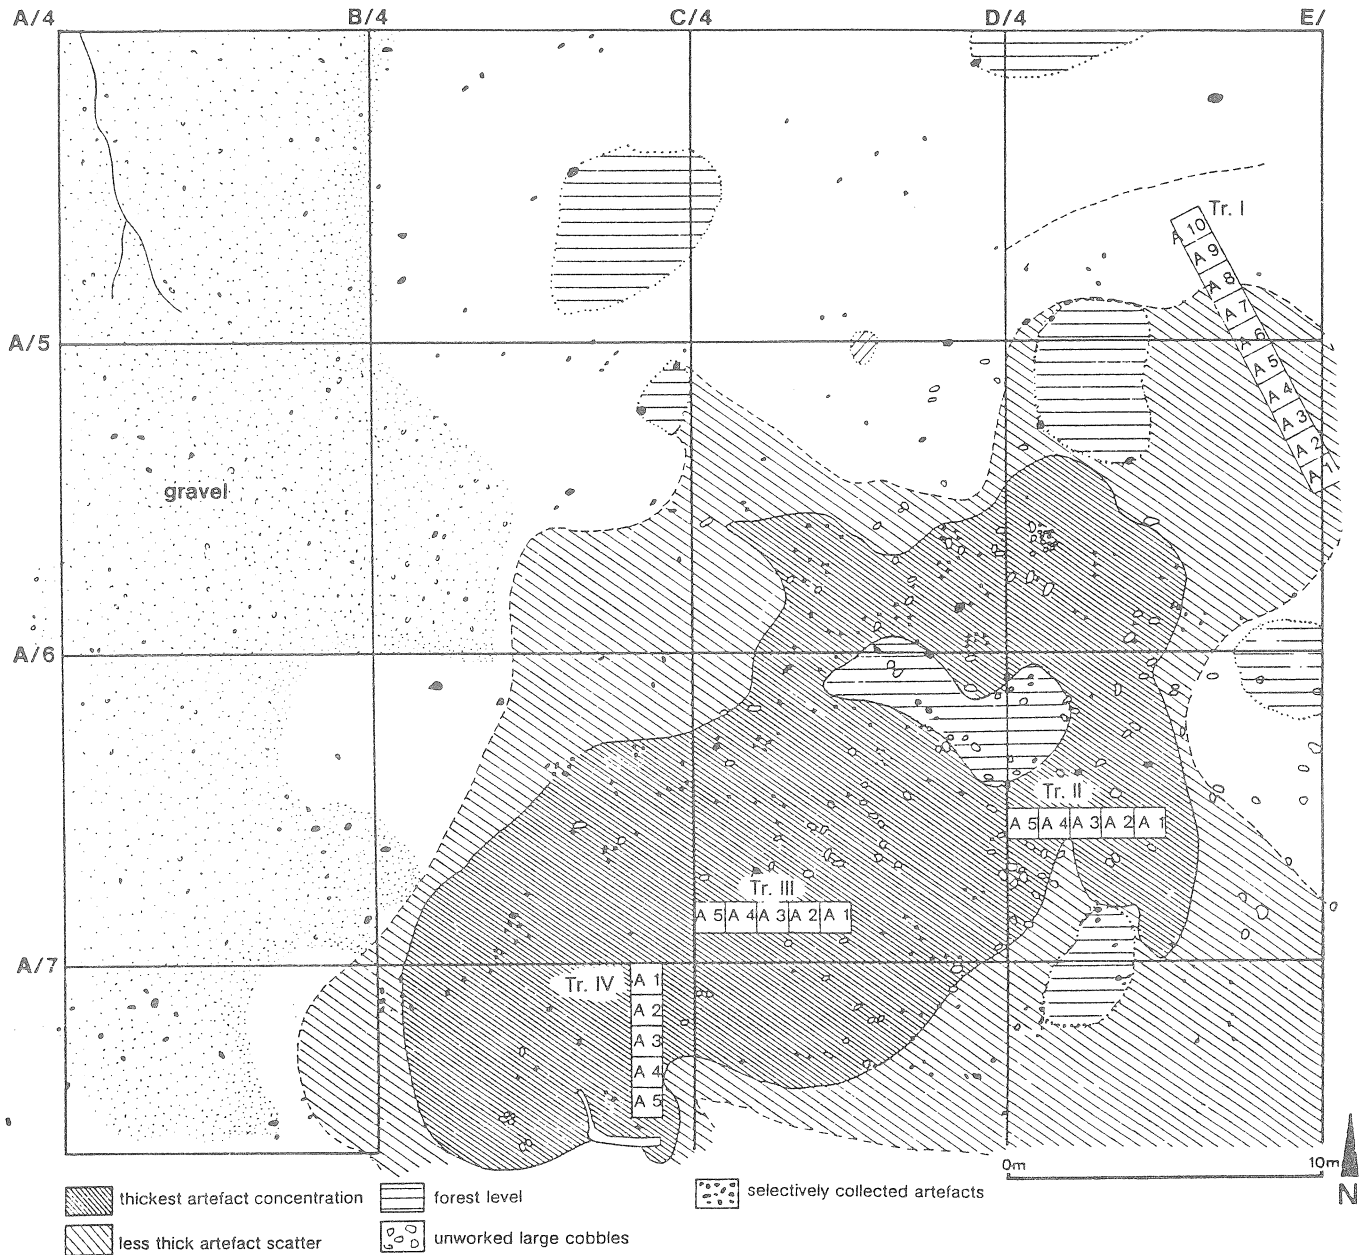 A/4 B/4 C/4 D/4 E/
Tr. I
A 10
A 9
A 8
A 7
A 6
A 5
A 4
A 3
A 2
A 1
A/5
gravel
A/6
Tr. II
A 5 A 4 A 3 A 2 A 1
Tr. III
A 5 A 4 A 3 A 2 A 1
A/7
Tr. IV
A 1
A 2
A 3
A 4
A 5
0m 10m
N
thickest artefact concentration
forest level
selectively collected artefacts
less thick artefact scatter
unworked large cobbles